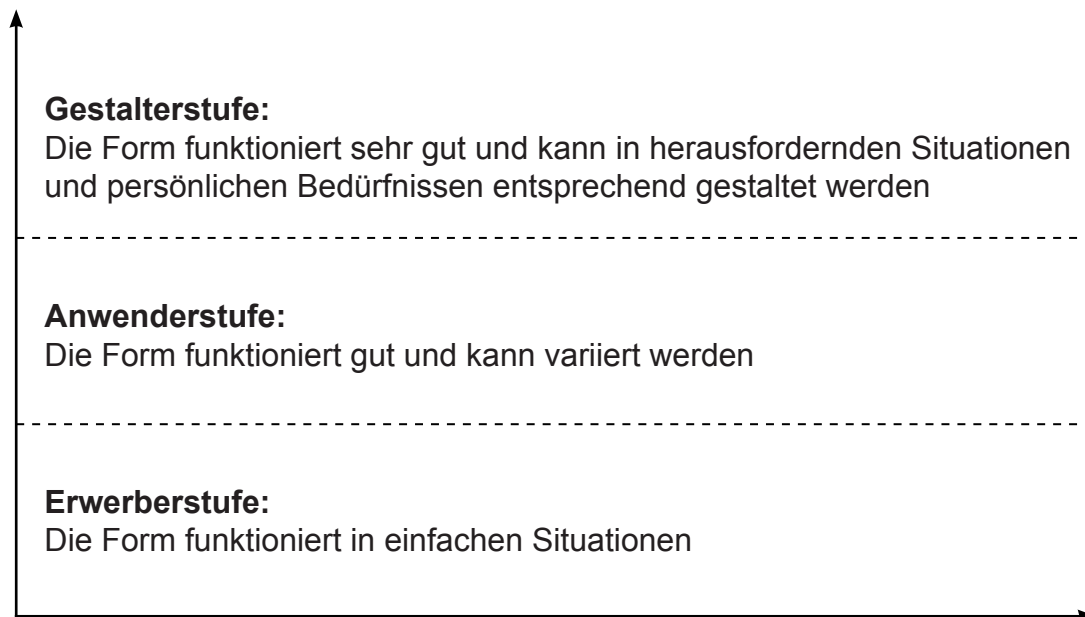 Gestalterstufe:
Die Form funktioniert sehr gut und kann in herausfordernden Situationen
und persönlichen Bedürfnissen entsprechend gestaltet werden
Anwenderstufe:
Die Form funktioniert gut und kann variiert werden
Erwerberstufe:
Die Form funktioniert in einfachen Situationen